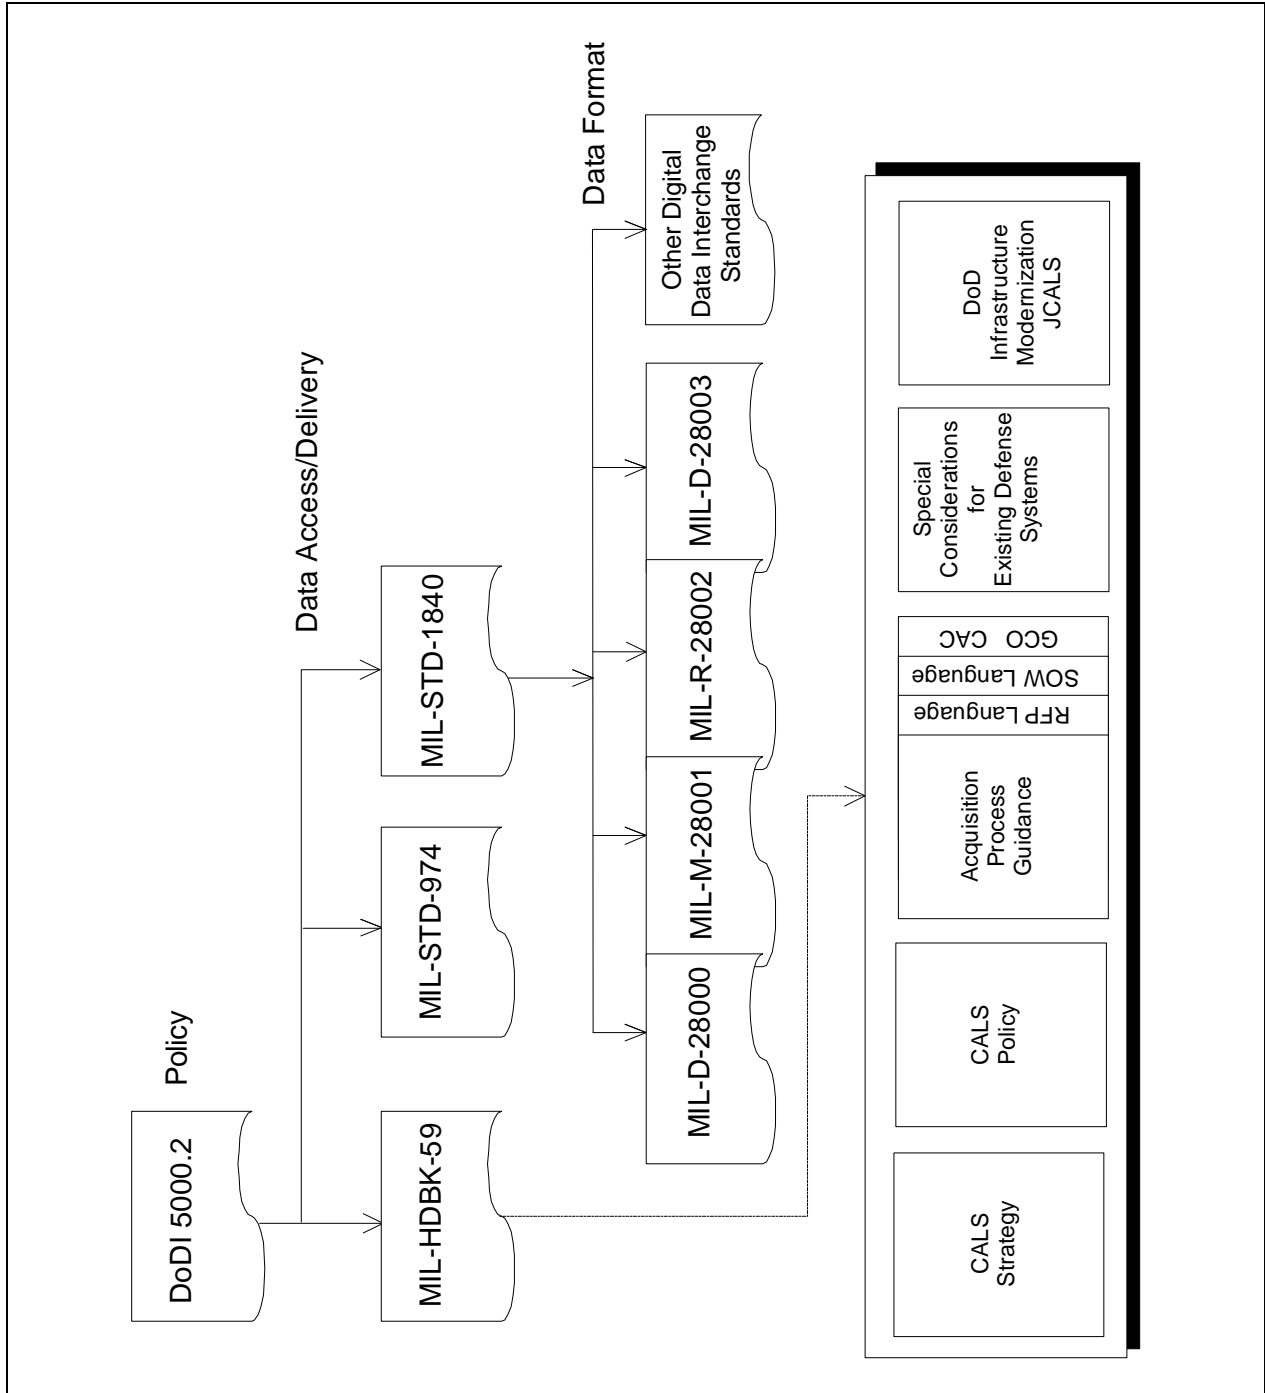 Policy
DoDI 5000.2
Data Access/Delivery
MIL-HDBK-59
MIL-STD-974
MIL-STD-1840
Data Format
MIL-D-28000
MIL-M-28001
MIL-R-28002
MIL-D-28003
Other Digital
Data Interchange
Standards
CALS
Strategy
CALS
Policy
Acquisition
Process
Guidance
RFP Language
SOW Language
GCO CAC
Special
Considerations
for
Existing Defense
Systems
DoD
Infrastructure
Modernization
JCALS